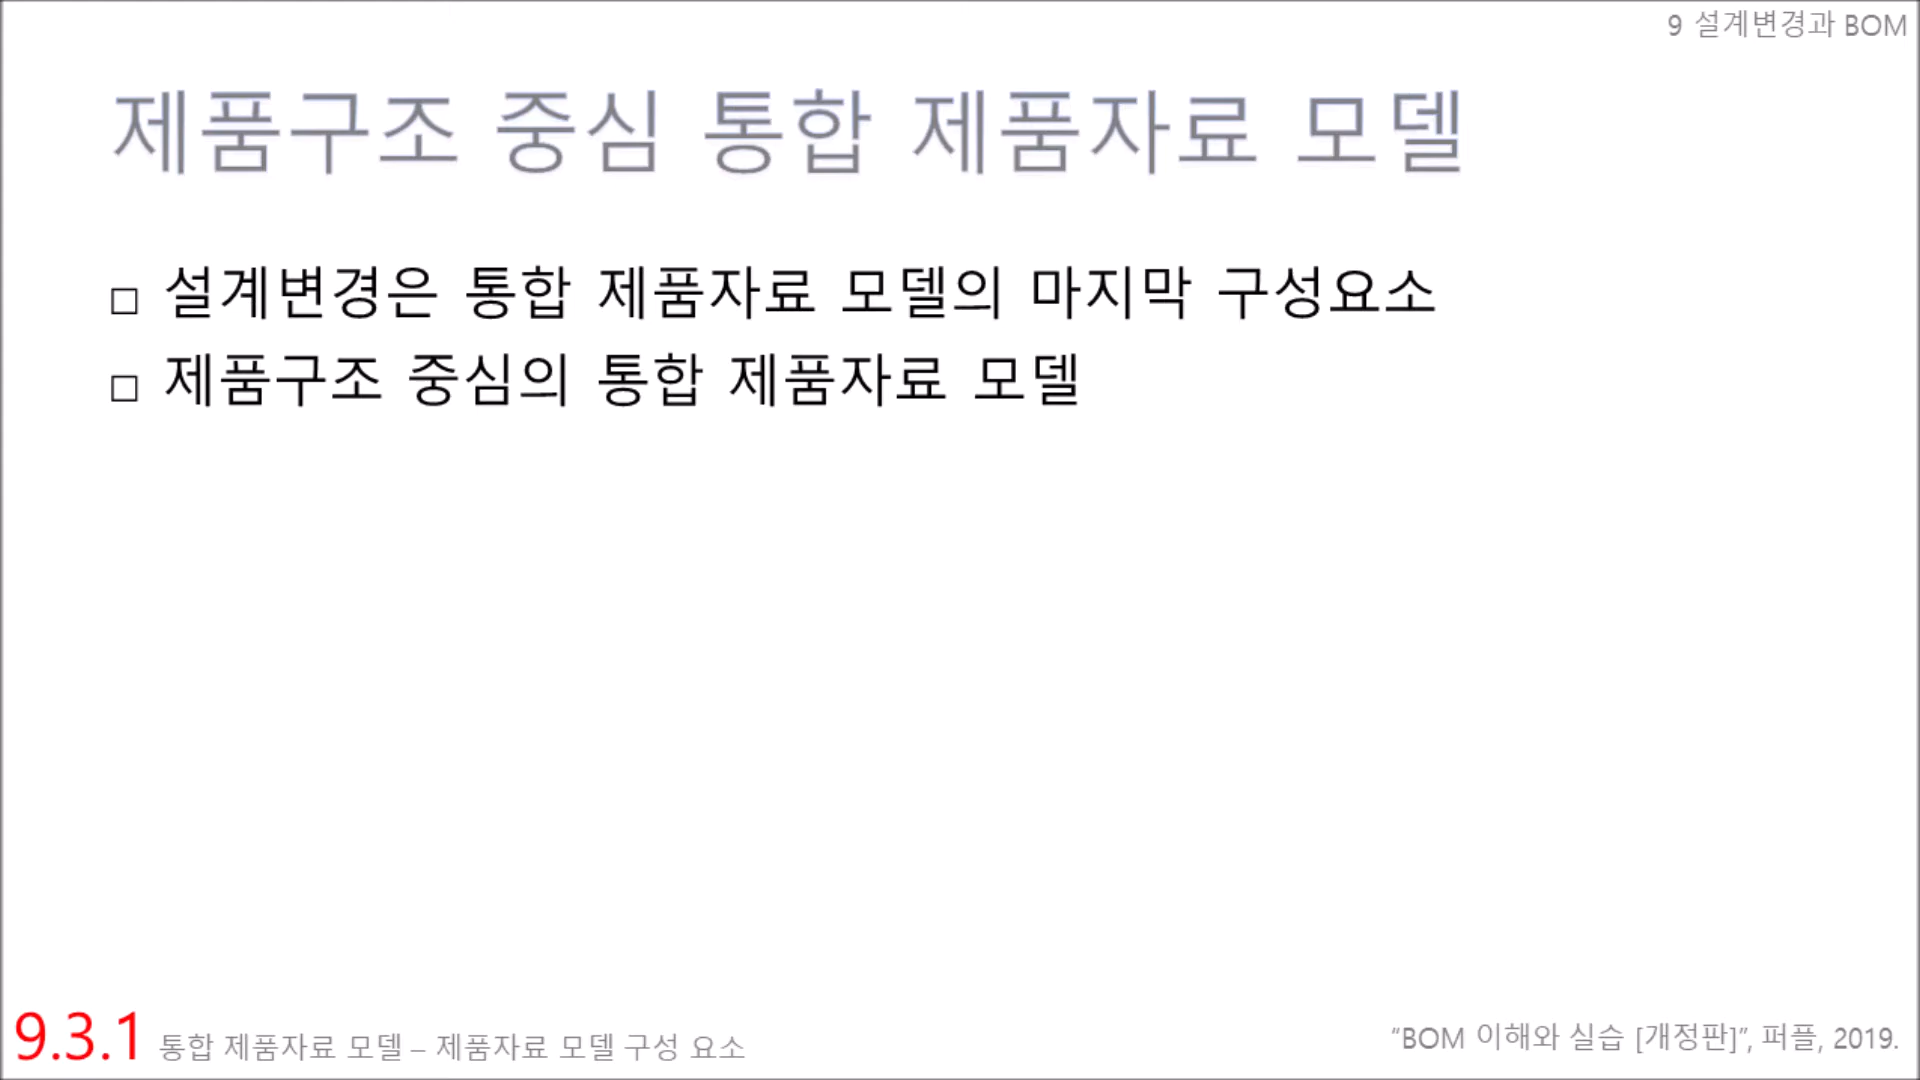 9 설계변경과 BOM
제품구조 중심 통합 제품자료 모델
□ 설계변경은 통합 제품자료 모델의 마지막 구성요소
□ 제품구조 중심의 통합 제품자료 모델
9.3.1 통합 제품자료 모델 – 제품자료 모델 구성 요소
“BOM 이해와 실습 [개정판]”, 퍼플, 2019.